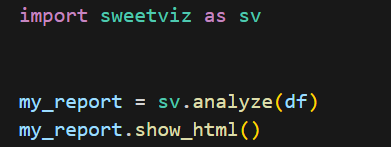 import sweetviz as sv
my_report = sv.analyze(df)
my_report.show_html()